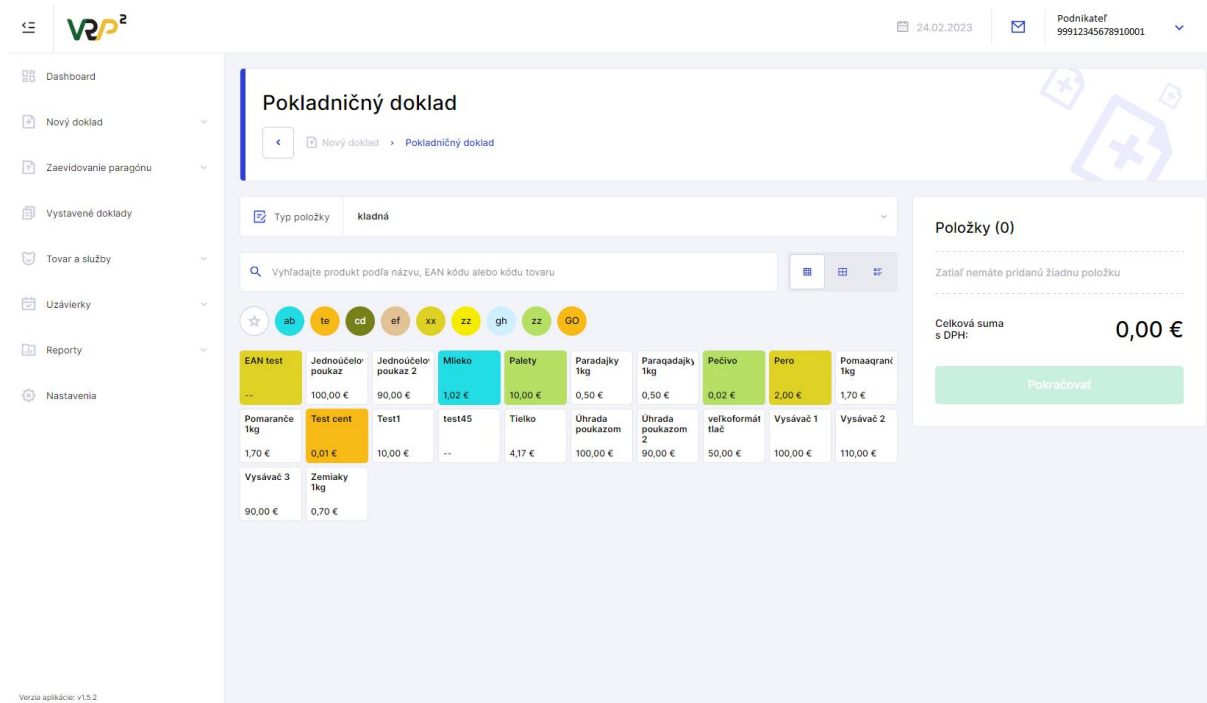 VRP2
24.02.2023
Podnikateľ
99912345678910001
Dashboard
Nový doklad
Zaevidovanie paragónu
Vystavené doklady
Tovar a služby
Uzávierky
Reporty
Nastavenia
Verzia aplikácie: v1.5.2
Pokladničný doklad
Nový doklad › Pokladničný doklad
Typ položky kladná
Vyhľadajte produkt podľa názvu, EAN kódu alebo kódu tovaru
ab te cd ef xx zz gh zz GO
EAN test
--
Jednoúčelov
poukaz
100,00 €
Jednoúčelov
poukaz 2
90,00 €
Mlieko
1,02 €
Palety
10,00 €
Paradajky
1kg
0,50 €
Paraqadajky
1kg
0,50 €
Pečivo
0,02 €
Pero
2,00 €
Pomaaqranč
1kg
1,70 €
Pomaranče
1kg
1,70 €
Test cent
0,01 €
Test1
10,00 €
test45
--
Tielko
4,17 €
Úhrada
poukazom
100,00 €
Úhrada
poukazom
2
90,00 €
veľkoformát
tlač
50,00 €
Vysávač 1
100,00 €
Vysávač 2
110,00 €
Vysávač 3
90,00 €
Zemiaky
1kg
0,70 €
Položky (0)
Zatiaľ nemáte pridanú žiadnu položku
Celková suma
s DPH:
0,00 €
Pokračovať